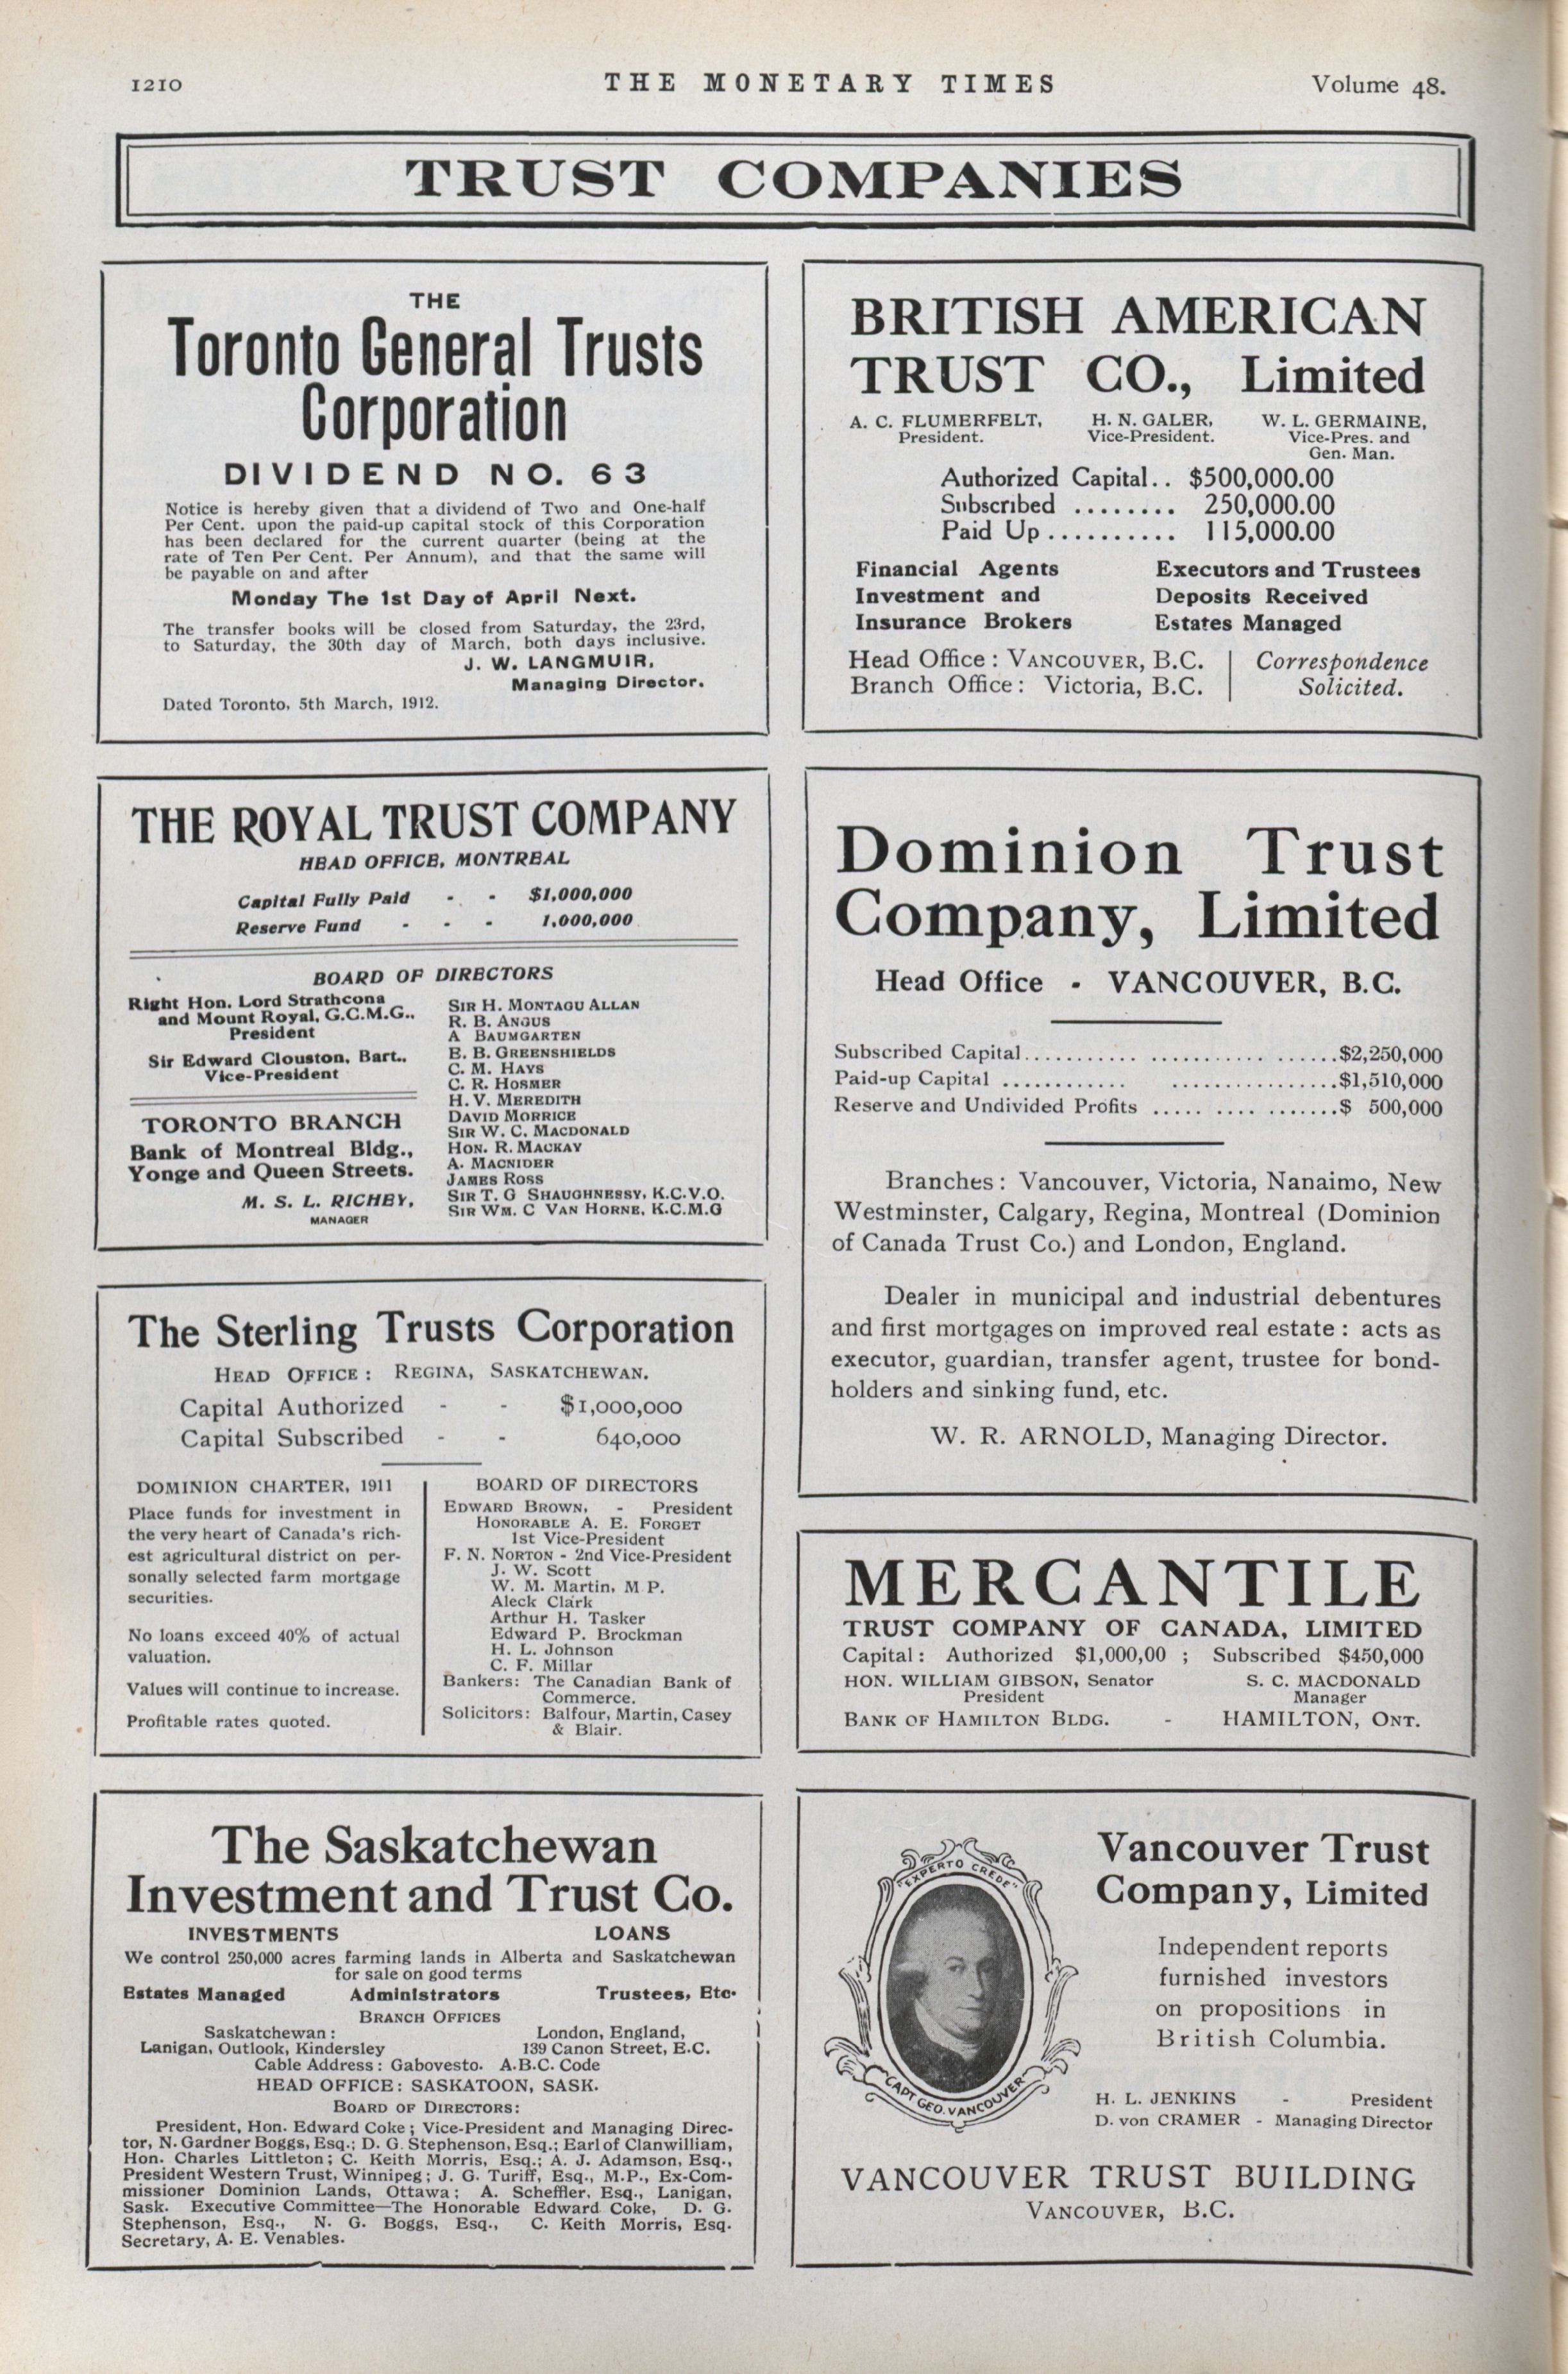 1210 THE MONETARY TIMES Volume 48.
TRUST COMPANIES
THE
Toronto General Trusts
Corporation
DIVIDEND NO. 63
Notice is hereby given that a dividend of Two and One-half
Per Cent. upon the paid-up capital stock of this Corporation
has been declared for the current quarter (being at the
rate of Ten Per Cent. Per Annum), and that the same will
be payable on and after
Monday The 1st Day of April Next.
The transfer books will be closed from Saturday, the 23rd,
to Saturday, the 30th day of March, both days inclusive.
J. W. LANGMUIR,
Managing Director.
Dated Toronto, 5th March, 1912.
THE ROYAL TRUST COMPANY
HEAD OFFICE, MONTREAL
Capital Fully Paid - - $1,000,000
Reserve Fund - - - 1,000,000
BOARD OF DIRECTORS
Right Hon. Lord Strathcona
and Mount Royal, G.C.M.G.,
President
Sir Edward Clouston, Bart.,
Vice-President
TORONTO BRANCH
Bank of Montreal Bldg.,
Yonge and Queen Streets.
M. S. L. RICHEY,
MANAGER
SIR H. MONTAGU ALLAN
R. B. ANGUS
A BAUMGARTEN
E. B. GREENSHIELDS
C. M. HAYS
C. R. HOSMER
H. V. MEREDITH
DAVID MORRICE
SIR W. C. MACDONALD
HON. R. MACKAY
A. MACNIDER
JAMES ROSS
SIR T. G SHAUGHNESSY, K.C.V.O.
SIR WM. C VAN HORNE, K.C.M.G
The Sterling Trusts Corporation
HEAD OFFICE : REGINA, SASKATCHEWAN.
Capital Authorized - - $1,000,000
Capital Subscribed - - 640,000
DOMINION CHARTER, 1911
Place funds for investment in
the very heart of Canada's rich-
est agricultural district on per-
sonally selected farm mortgage
securities.
No loans exceed 40% of actual
valuation.
Values will continue to increase.
Profitable rates quoted.
BOARD OF DIRECTORS
EDWARD BROWN, - President
HONORABLE A. E. FORGET
1st Vice-President
F. N. NORTON - 2nd Vice-President
J. W. Scott
W. M. Martin, M P.
Aleck Clark
Arthur H. Tasker
Edward P. Brockman
H. L. Johnson
C. F. Millar
Bankers: The Canadian Bank of
Commerce.
Solicitors: Balfour, Martin, Casey
& Blair.
The Saskatchewan
Investment and Trust Co.
INVESTMENTS LOANS
We control 250,000 acres farming lands in Alberta and Saskatchewan
for sale on good terms
Estates Managed Administrators Trustees, Etc.
BRANCH OFFICES
Saskatchewan : London, England,
Lanigan, Outlook, Kindersley 139 Canon Street, E.C.
Cable Address : Gabovesto. A.B.C. Code
HEAD OFFICE : SASKATOON, SASK.
BOARD OF DIRECTORS:
President, Hon. Edward Coke ; Vice-President and Managing Direc-
tor, N. Gardner Boggs, Esq.; D. G. Stephenson, Esq.; Earl of Clanwilliam,
Hon. Charles Littleton ; C. Keith Morris, Esq.; A. J. Adamson, Esq.,
President Western Trust, Winnipeg ; J. G. Turiff, Esq., M.P., Ex-Com-
missioner Dominion Lands, Ottawa ; A. Scheffler, Esq., Lanigan,
Sask. Executive Committee—The Honorable Edward Coke, D. G.
Stephenson, Esq., N. G. Boggs, Esq., C. Keith Morris, Esq.
Secretary, A. E. Venables.
BRITISH AMERICAN
TRUST CO., Limited
A. C. FLUMERFELT, H. N. GALER, W. L. GERMAINE,
President. Vice-President. Vice-Pres. and
Gen. Man.
Authorized Capital.. $500,000.00
Subscribed ........ 250,000.00
Paid Up .......... 115,000.00
Financial Agents Executors and Trustees
Investment and Deposits Received
Insurance Brokers Estates Managed
Head Office : VANCOUVER, B.C. Correspondence
Branch Office : Victoria, B.C. Solicited.
Dominion Trust
Company, Limited
Head Office - VANCOUVER, B.C.
Subscribed Capital........... ........... ......$2,250,000
Paid-up Capital ............ ................$1,510,000
Reserve and Undivided Profits ..... .... .......$ 500,000
Branches : Vancouver, Victoria, Nanaimo, New
Westminster, Calgary, Regina, Montreal (Dominion
of Canada Trust Co.) and London, England.
Dealer in municipal and industrial debentures
and first mortgages on improved real estate : acts as
executor, guardian, transfer agent, trustee for bond-
holders and sinking fund, etc.
W. R. ARNOLD, Managing Director.
MERCANTILE
TRUST COMPANY OF CANADA, LIMITED
Capital : Authorized $1,000,00 ; Subscribed $450,000
HON. WILLIAM GIBSON, Senator S. C. MACDONALD
President Manager
BANK OF HAMILTON BLDG. - HAMILTON, ONT.
"EXPERTO CREDE"
CAPT GEO. VANCOUVER
Vancouver Trust
Company, Limited
Independent reports
furnished investors
on propositions in
British Columbia.
H. L. JENKINS - President
D. von CRAMER - Managing Director
VANCOUVER TRUST BUILDING
VANCOUVER, B.C.